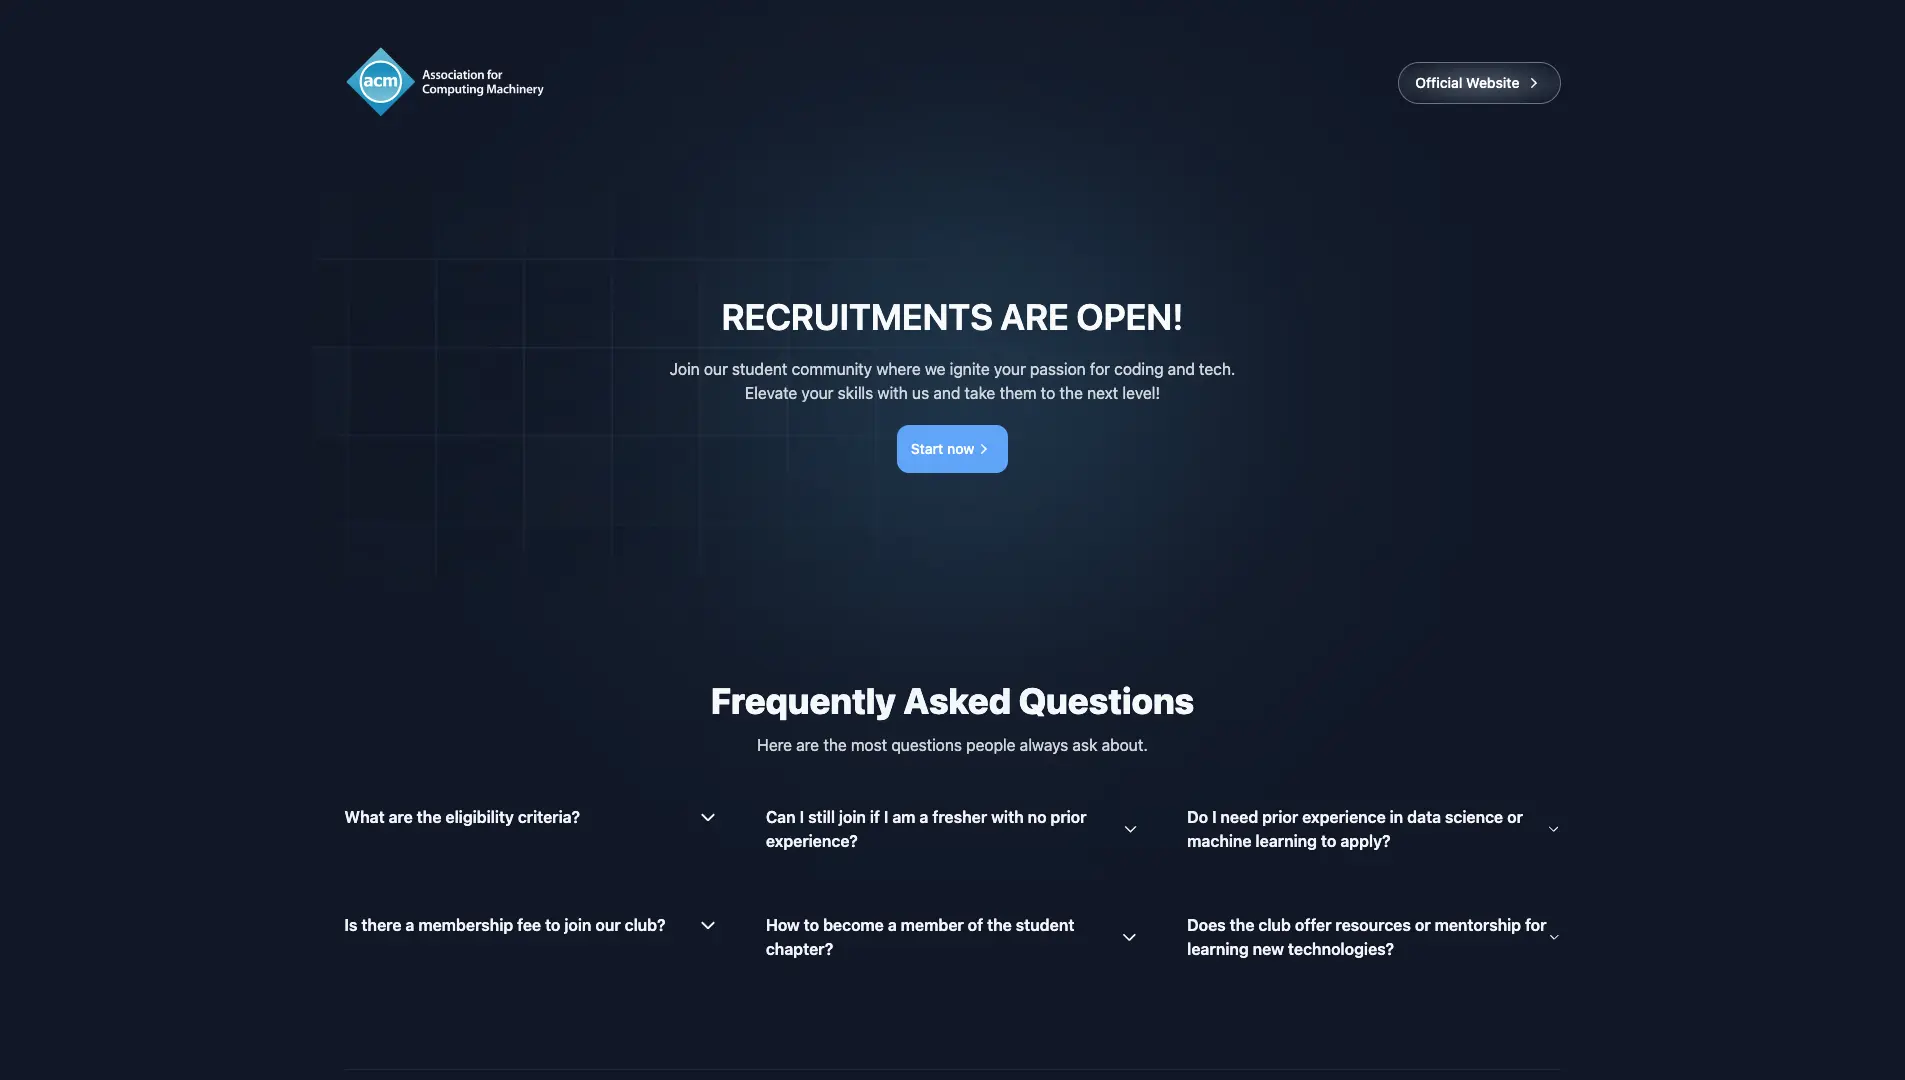 acm
Association for
Computing Machinery
Official Website
RECRUITMENTS ARE OPEN!
Join our student community where we ignite your passion for coding and tech.
Elevate your skills with us and take them to the next level!
Start now
Frequently Asked Questions
Here are the most questions people always ask about.
What are the eligibility criteria?
Can I still join if I am a fresher with no prior
experience?
Do I need prior experience in data science or
machine learning to apply?
Is there a membership fee to join our club?
How to become a member of the student
chapter?
Does the club offer resources or mentorship for
learning new technologies?